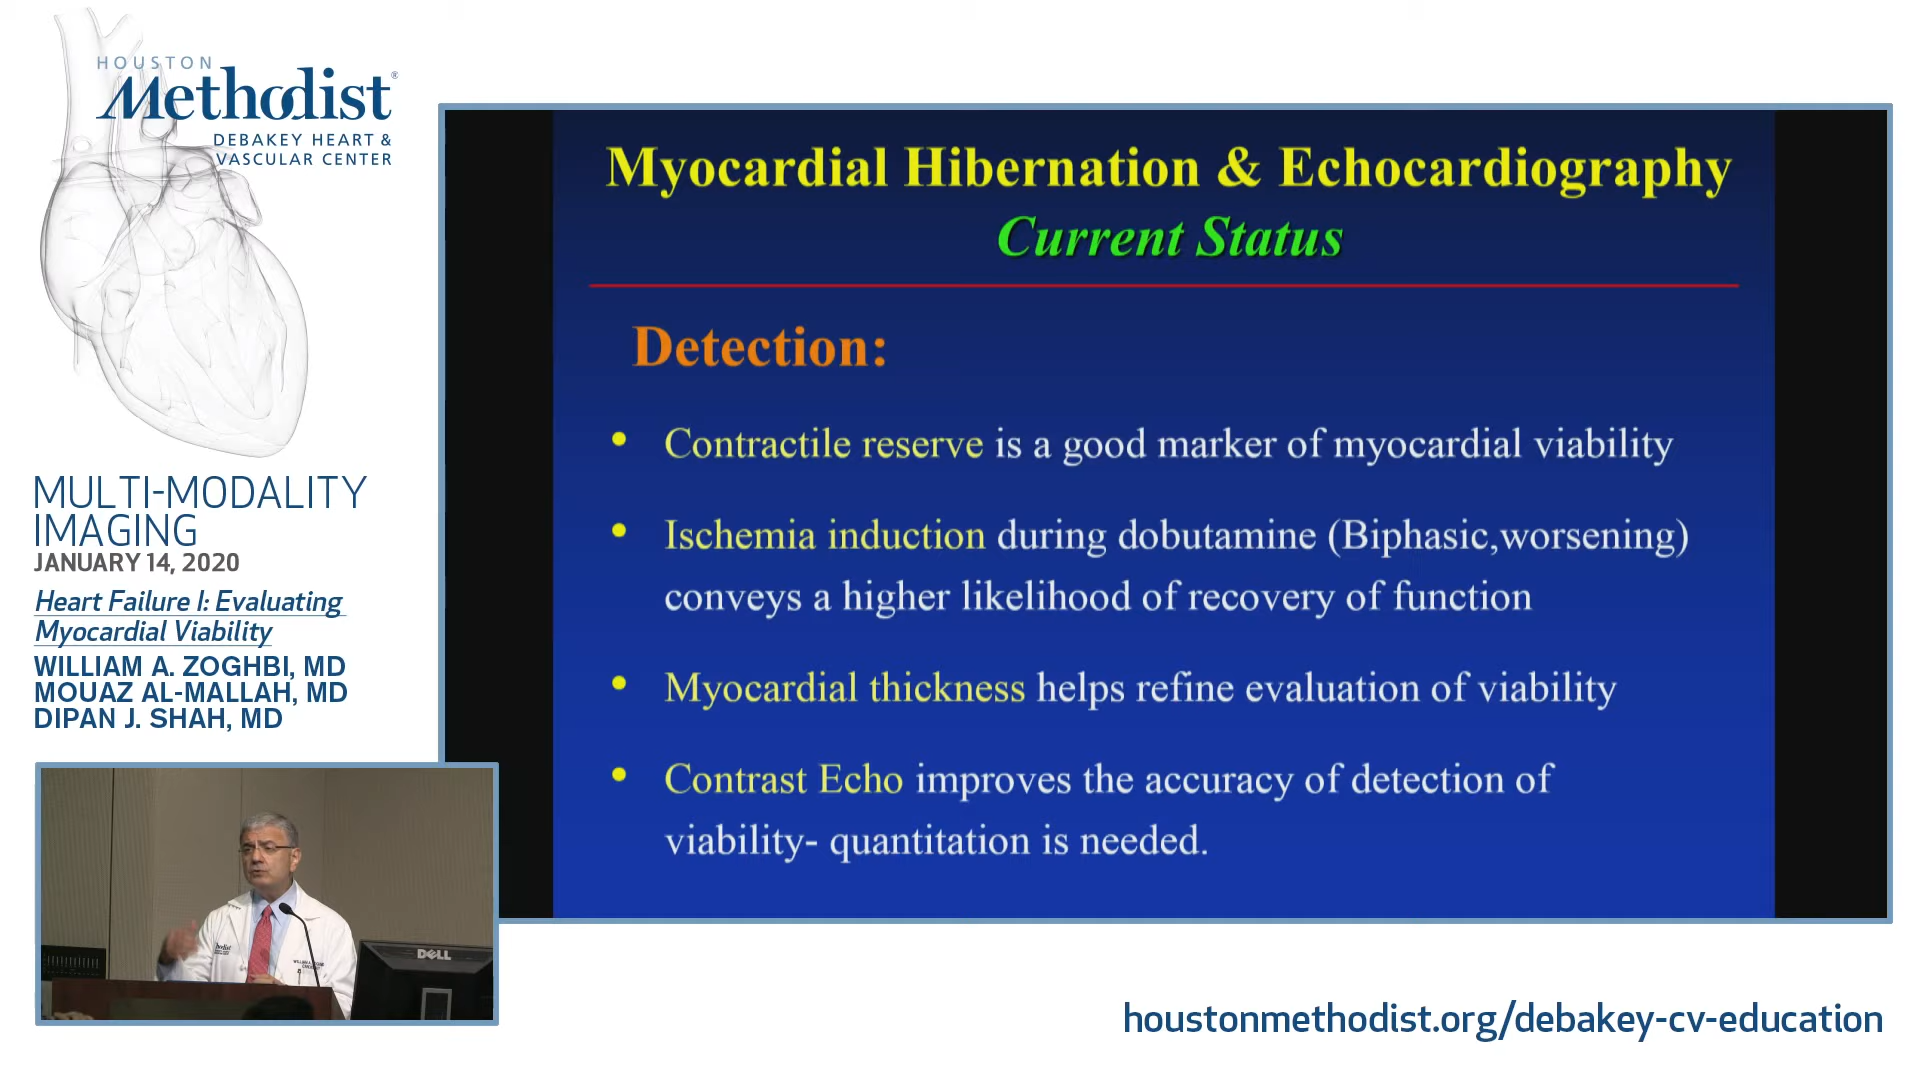 HOUSTON
Methodist®
DEBAKEY HEART &
VASCULAR CENTER
MULTI-MODALITY
IMAGING
JANUARY 14, 2020
Heart Failure I: Evaluating
Myocardial Viability
WILLIAM A. ZOGHBI, MD
MOUAZ AL-MALLAH, MD
DIPAN J. SHAH, MD
Myocardial Hibernation & Echocardiography
Current Status
Detection:
• Contractile reserve is a good marker of myocardial viability
• Ischemia induction during dobutamine (Biphasic,worsening)
conveys a higher likelihood of recovery of function
• Myocardial thickness helps refine evaluation of viability
• Contrast Echo improves the accuracy of detection of
viability- quantitation is needed.
DELL
houstonmethodist.org/debakey-cv-education